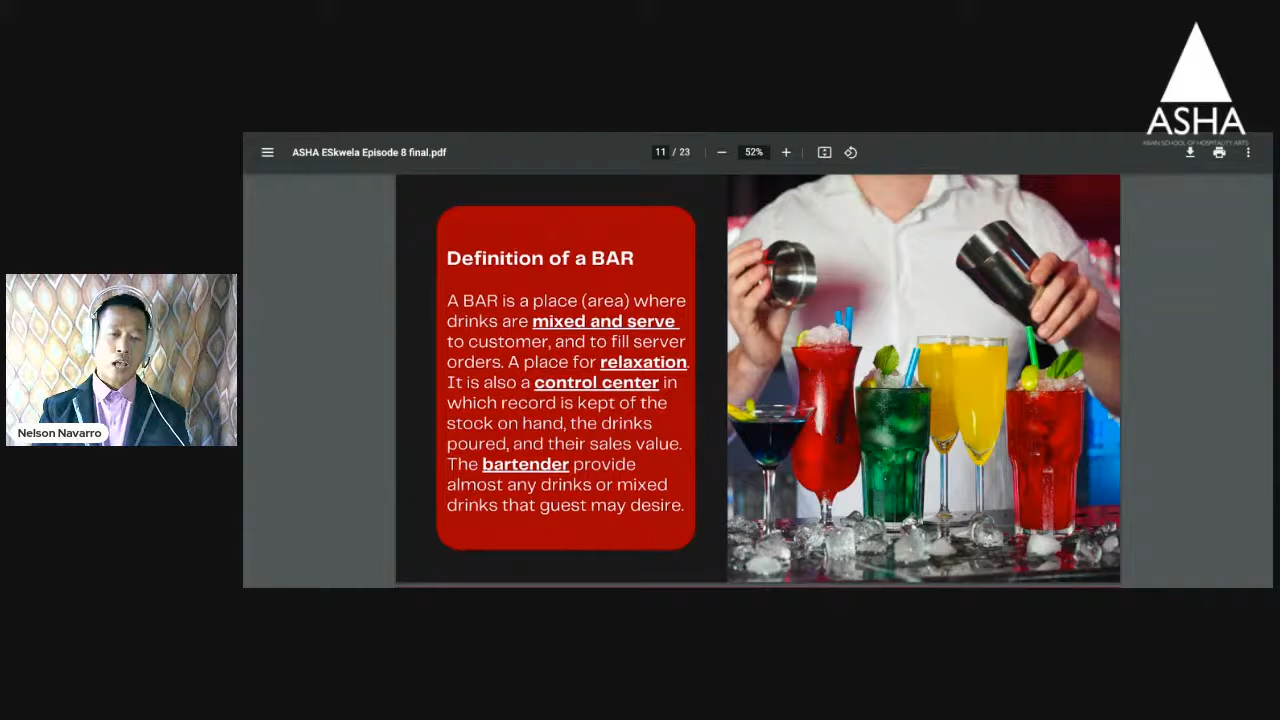 ASHA
ASIAN SCHOOL OF HOSPITALITY ARTS
ASHA ESkwela Episode 8 final.pdf
11 / 23
52%
Definition of a BAR
A BAR is a place (area) where
drinks are mixed and serve
to customer, and to fill server
orders. A place for relaxation.
It is also a control center in
which record is kept of the
stock on hand, the drinks
poured, and their sales value.
The bartender provide
almost any drinks or mixed
drinks that guest may desire.
Nelson Navarro